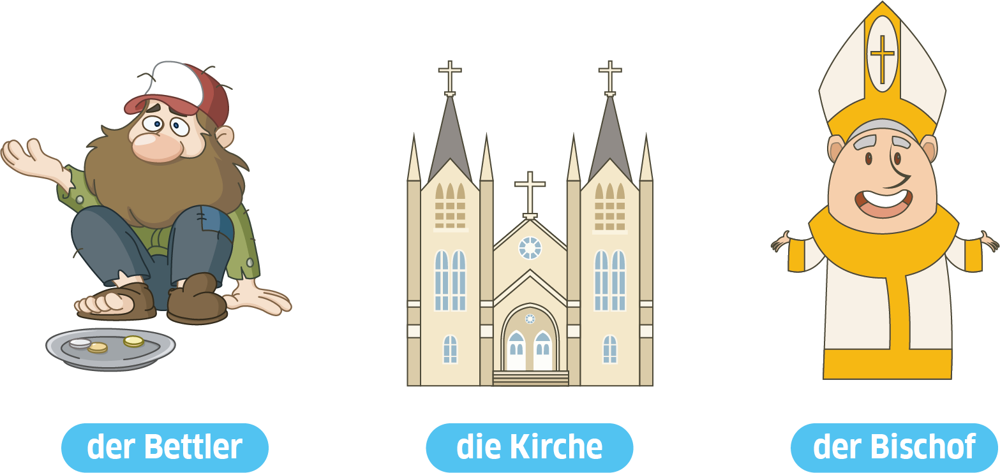 der Bettler
die Kirche
der Bischof